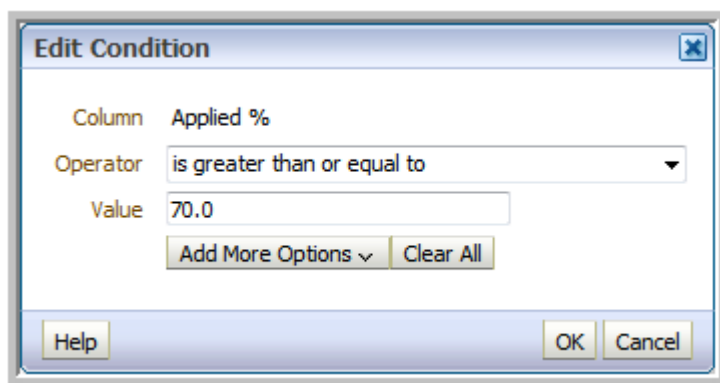 Edit Condition
Column Applied %
Operator is greater than or equal to
Value 70.0
Add More Options Clear All
Help OK Cancel